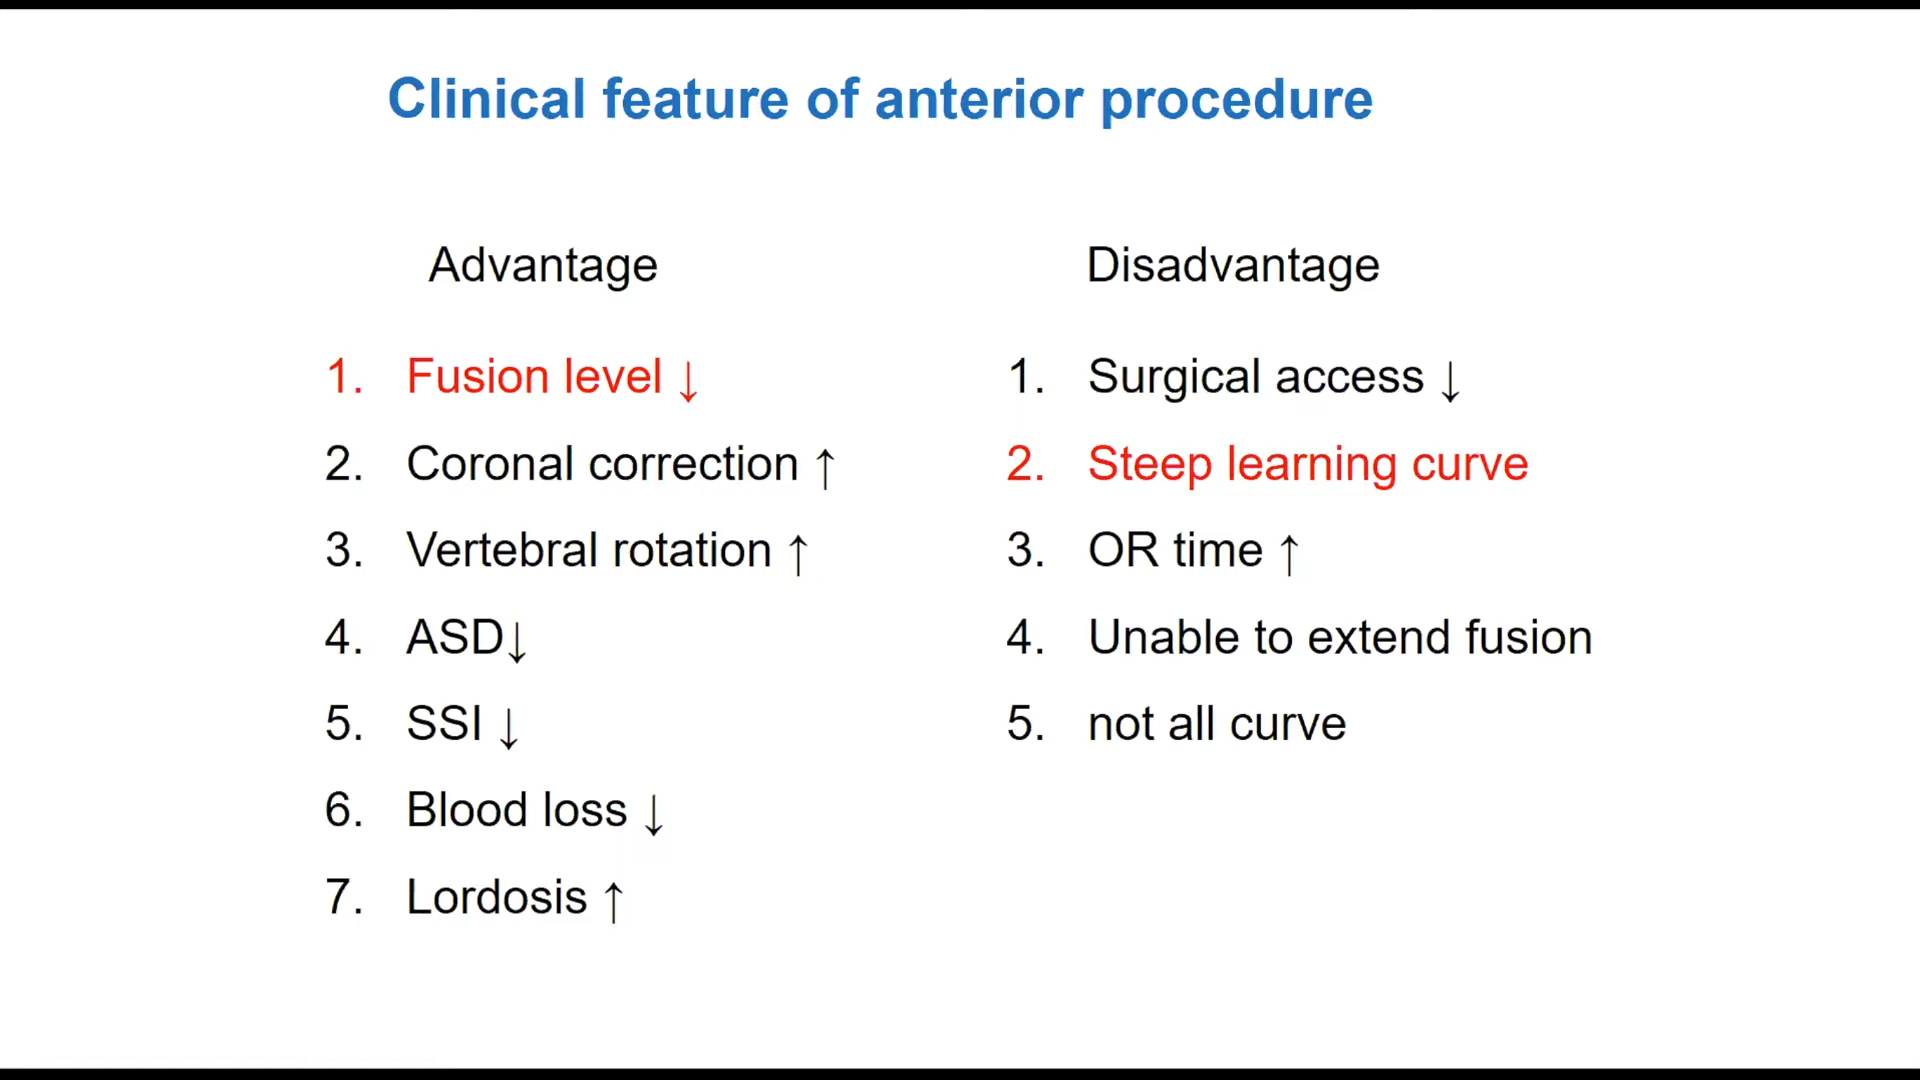 Clinical feature of anterior procedure
Advantage
1. Fusion level ↓
2. Coronal correction ↑
3. Vertebral rotation ↑
4. ASD↓
5. SSI ↓
6. Blood loss ↓
7. Lordosis ↑
Disadvantage
1. Surgical access ↓
2. Steep learning curve
3. OR time ↑
4. Unable to extend fusion
5. not all curve